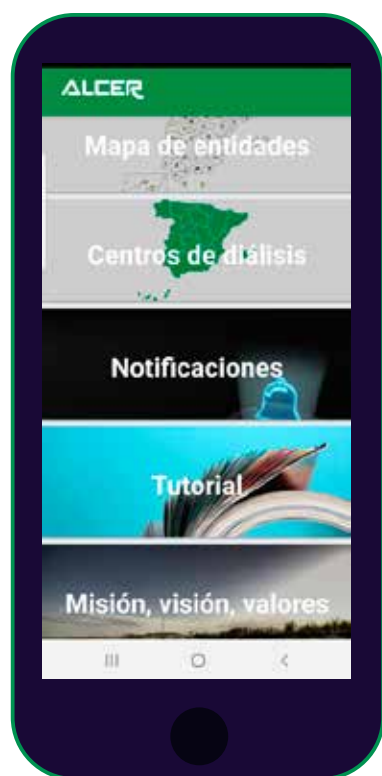 ALCER
Mapa de entidades
Centros de diálisis
Notificaciones
Tutorial
Misión, visión, valores